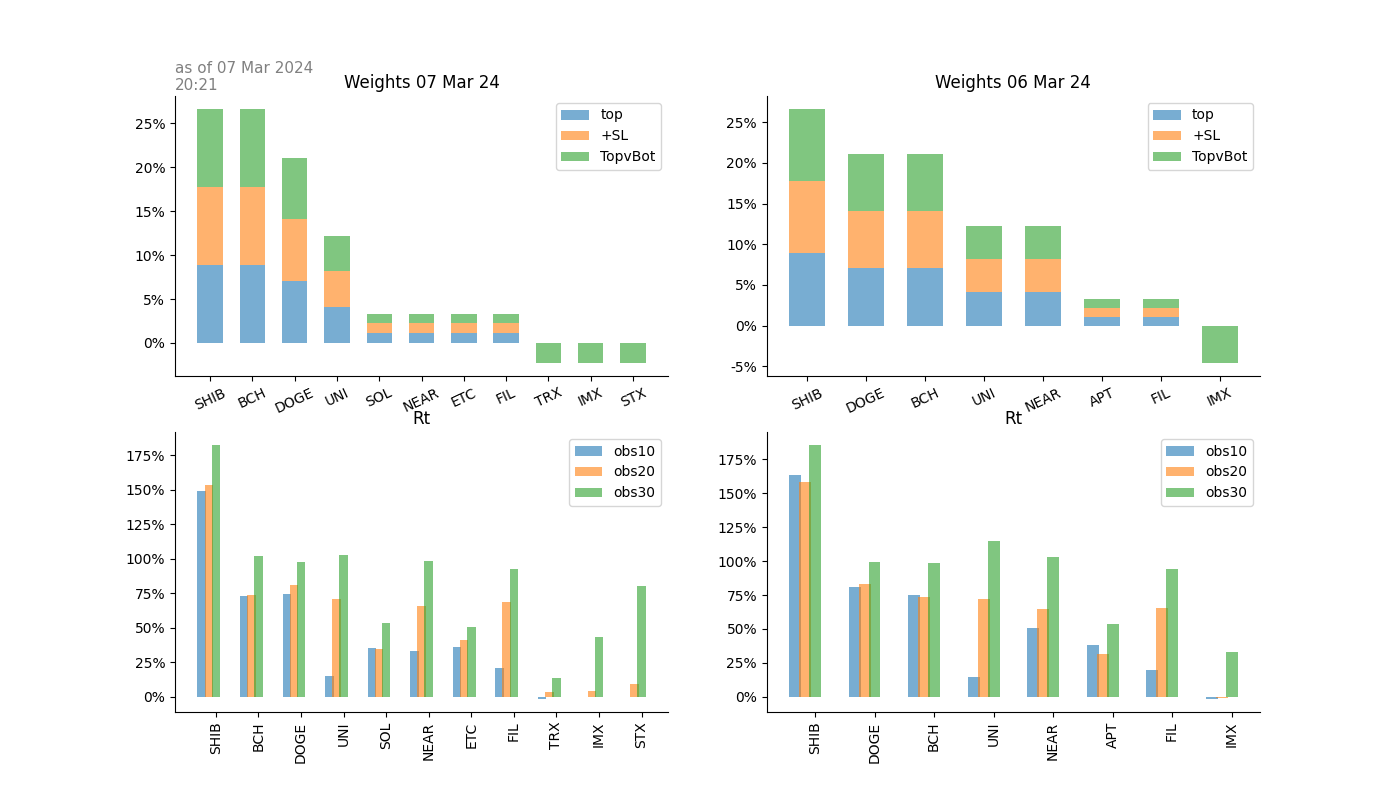 as of 07 Mar 2024
20:21
Weights 07 Mar 24
25%
20%
15%
10%
5%
0%
top
+SL
TopvBot
SHIB BCH DOGE UNI SOL NEAR ETC FIL TRX IMX STX
Weights 06 Mar 24
25%
20%
15%
10%
5%
0%
-5%
top
+SL
TopvBot
SHIB DOGE BCH UNI NEAR APT FIL IMX
Rt
175%
150%
125%
100%
75%
50%
25%
0%
obs10
obs20
obs30
SHIB BCH DOGE UNI SOL NEAR ETC FIL TRX IMX STX
Rt
175%
150%
125%
100%
75%
50%
25%
0%
obs10
obs20
obs30
SHIB DOGE BCH UNI NEAR APT FIL IMX